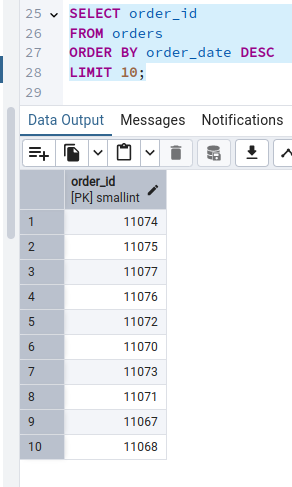 25 SELECT order_id
26 FROM orders
27 ORDER BY order_date DESC
28 LIMIT 10;
29
Data Output Messages Notifications
order_id
[PK] smallint
1 11074
2 11075
3 11077
4 11076
5 11072
6 11070
7 11073
8 11071
9 11067
10 11068